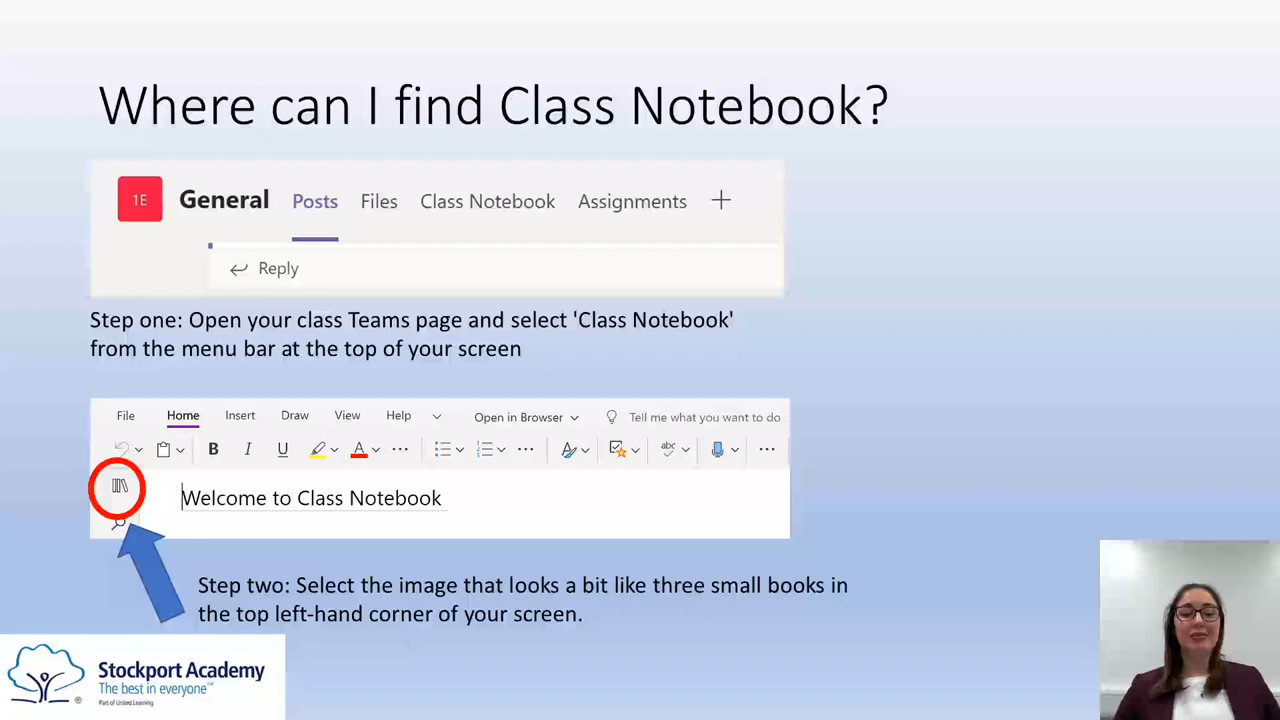 Where can I find Class Notebook?
1E General Posts Files Class Notebook Assignments
Reply
Step one: Open your class Teams page and select 'Class Notebook'
from the menu bar at the top of your screen
File Home Insert Draw View Help Open in Browser Tell me what you want to do
B I U A abc
Welcome to Class Notebook
Step two: Select the image that looks a bit like three small books in
the top left-hand corner of your screen.
Stockport Academy
The best in everyone™
Part of United Learning
®